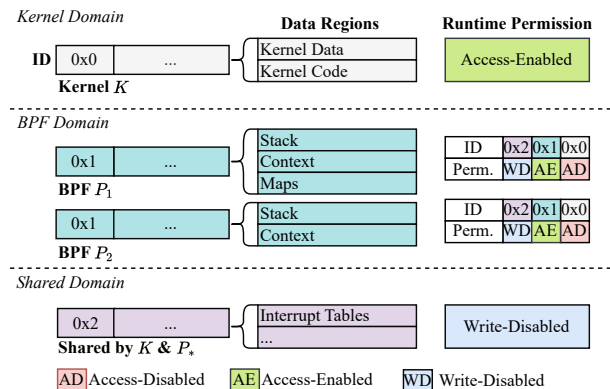 Kernel Domain
Data Regions
Runtime Permission
ID 0x0 ...
Kernel Data
Kernel Code
Access-Enabled
Kernel K
BPF Domain
0x1 ...
Stack
Context
Maps
ID 0x2 0x1 0x0
Perm. WD AE AD
BPF P1
0x1 ...
Stack
Context
ID 0x2 0x1 0x0
Perm. WD AE AD
BPF P2
Shared Domain
0x2 ...
Interrupt Tables
...
Write-Disabled
Shared by K & P*
AD Access-Disabled AE Access-Enabled WD Write-Disabled